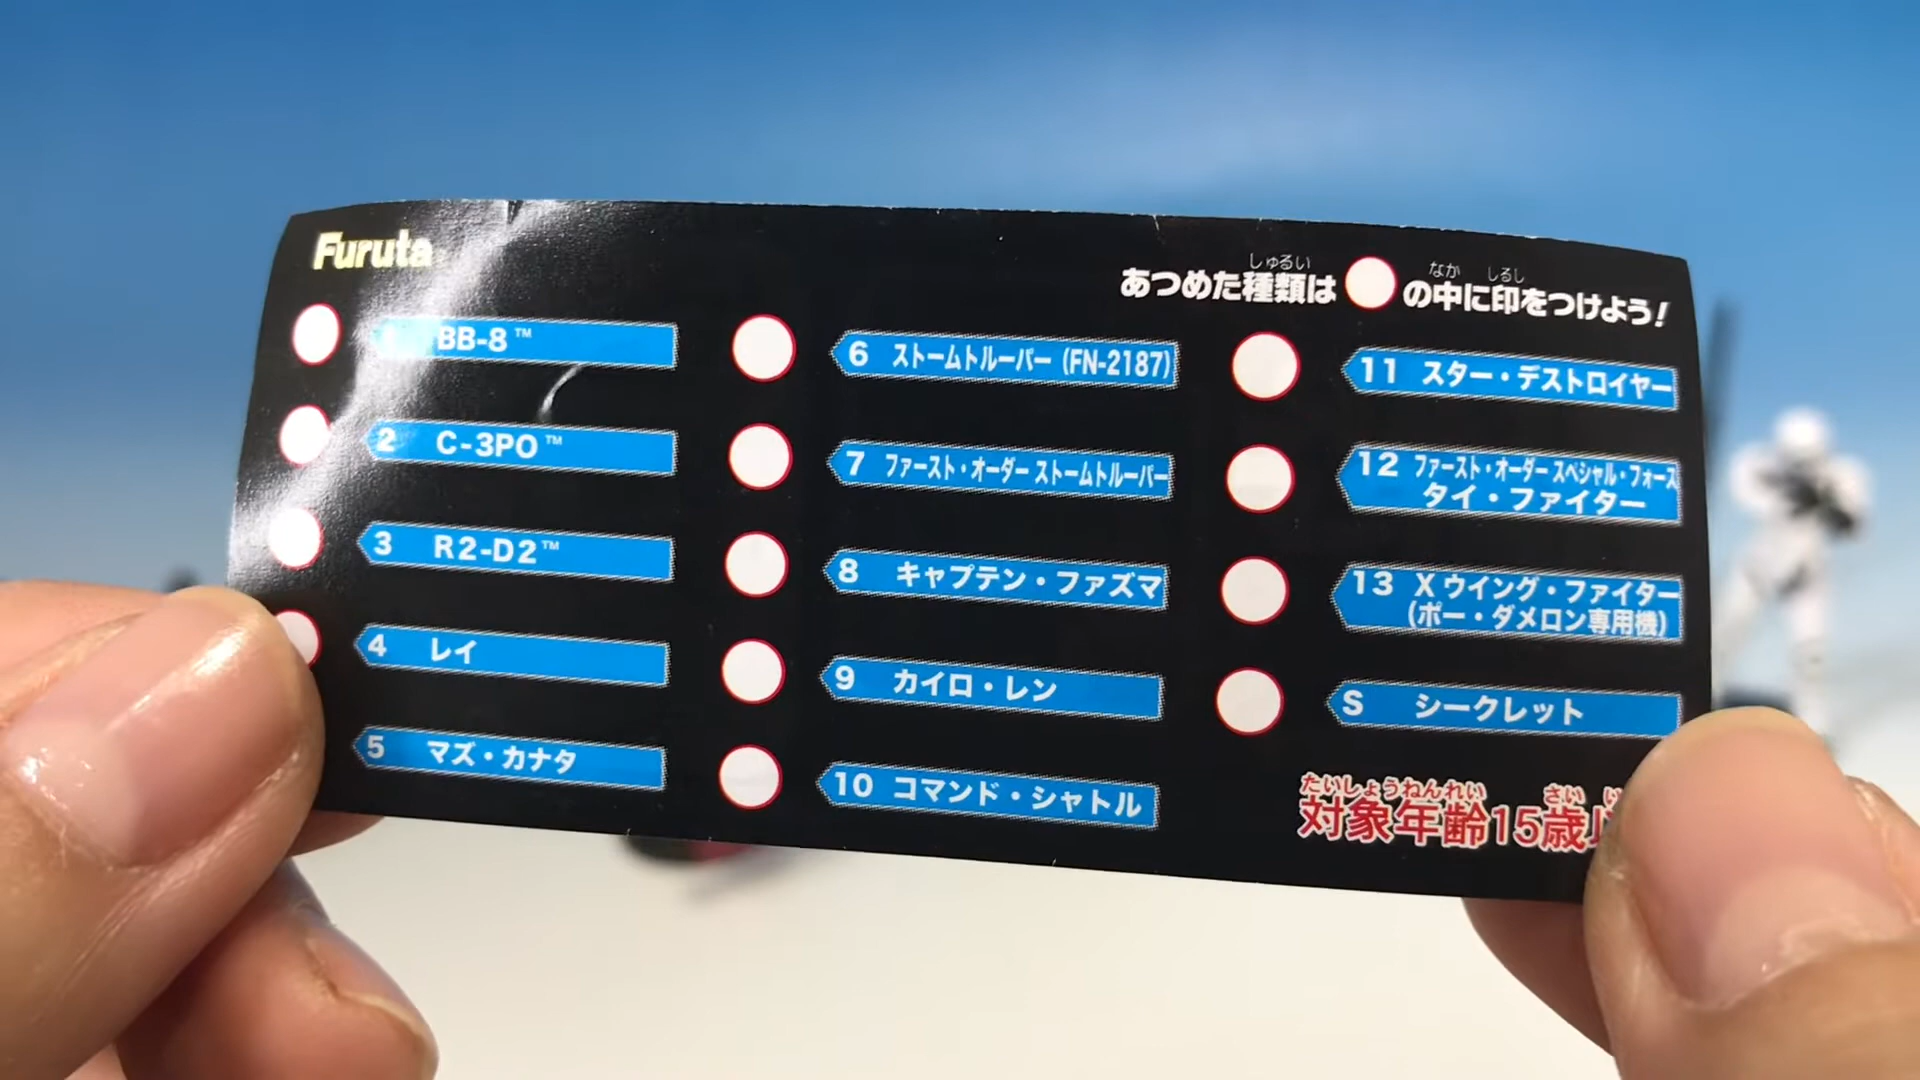 Furuta
しゅるい なか しるし
あつめた種類は の中に印をつけよう!
BB-8™
2 C-3PO™
3 R2-D2™
4 レイ
5 マズ・カナタ
6 ストームトルーパー (FN-2187)
7 ファースト・オーダー ストームトルーパー
8 キャプテン・ファズマ
9 カイロ・レン
10 コマンド・シャトル
11 スター・デストロイヤー
12 ファースト・オーダー スペシャル・フォース
タイ・ファイター
13 Xウイング・ファイター
(ポー・ダメロン専用機)
S シークレット
たいしょうねんれい さい
対象年齢15歳